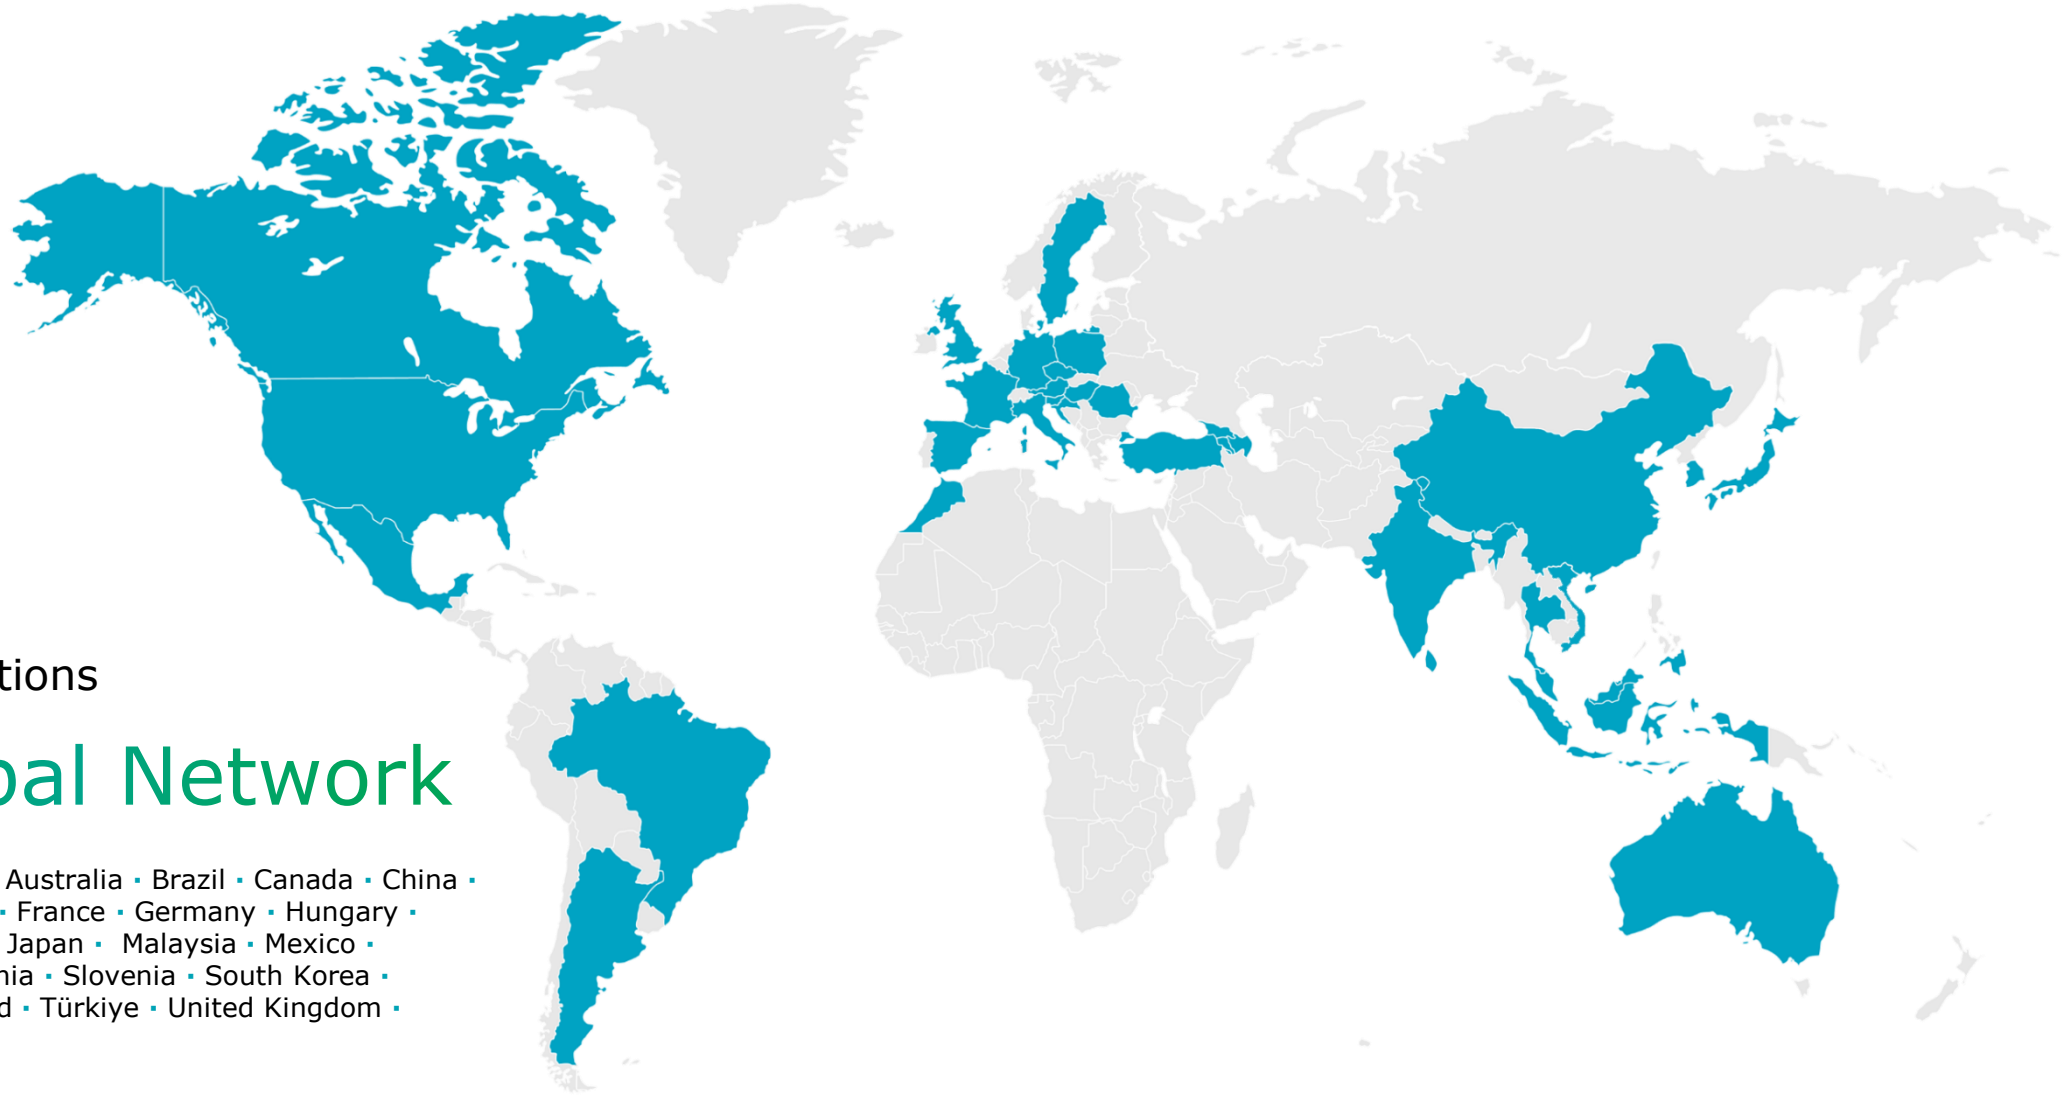 tions
bal Network
Australia · Brazil · Canada · China ·
· France · Germany · Hungary ·
Japan · Malaysia · Mexico ·
nia · Slovenia · South Korea ·
d · Türkiye · United Kingdom ·